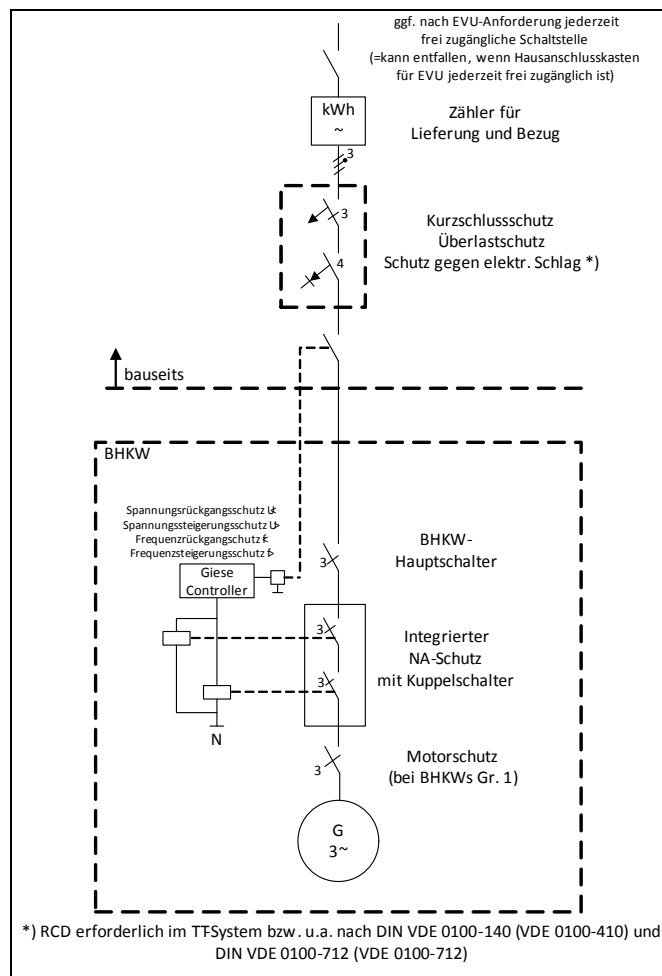 ggf. nach EVU-Anforderung jederzeit
frei zugängliche Schaltstelle
(=kann entfallen, wenn Hausanschlusskasten
für EVU jederzeit frei zugänglich ist)
kWh
~
Zähler für
Lieferung und Bezug
3
3
Kurzschlussschutz
Überlastschutz
Schutz gegen elektr. Schlag *)
4
bauseits
BHKW
Spannungsrückgangsschutz U<
Spannungssteigerungsschutz U>
Frequenzrückgangschutz f<
Frequenzsteigerungsschutz f>
Giese
Controller
3
BHKW-
Hauptschalter
3
Integrierter
NA-Schutz
mit Kuppelschalter
3
N
3
Motorschutz
(bei BHKWs Gr. 1)
G
3~
*) RCD erforderlich im TT-System bzw. u.a. nach DIN VDE 0100-140 (VDE 0100-410) und
DIN VDE 0100-712 (VDE 0100-712)